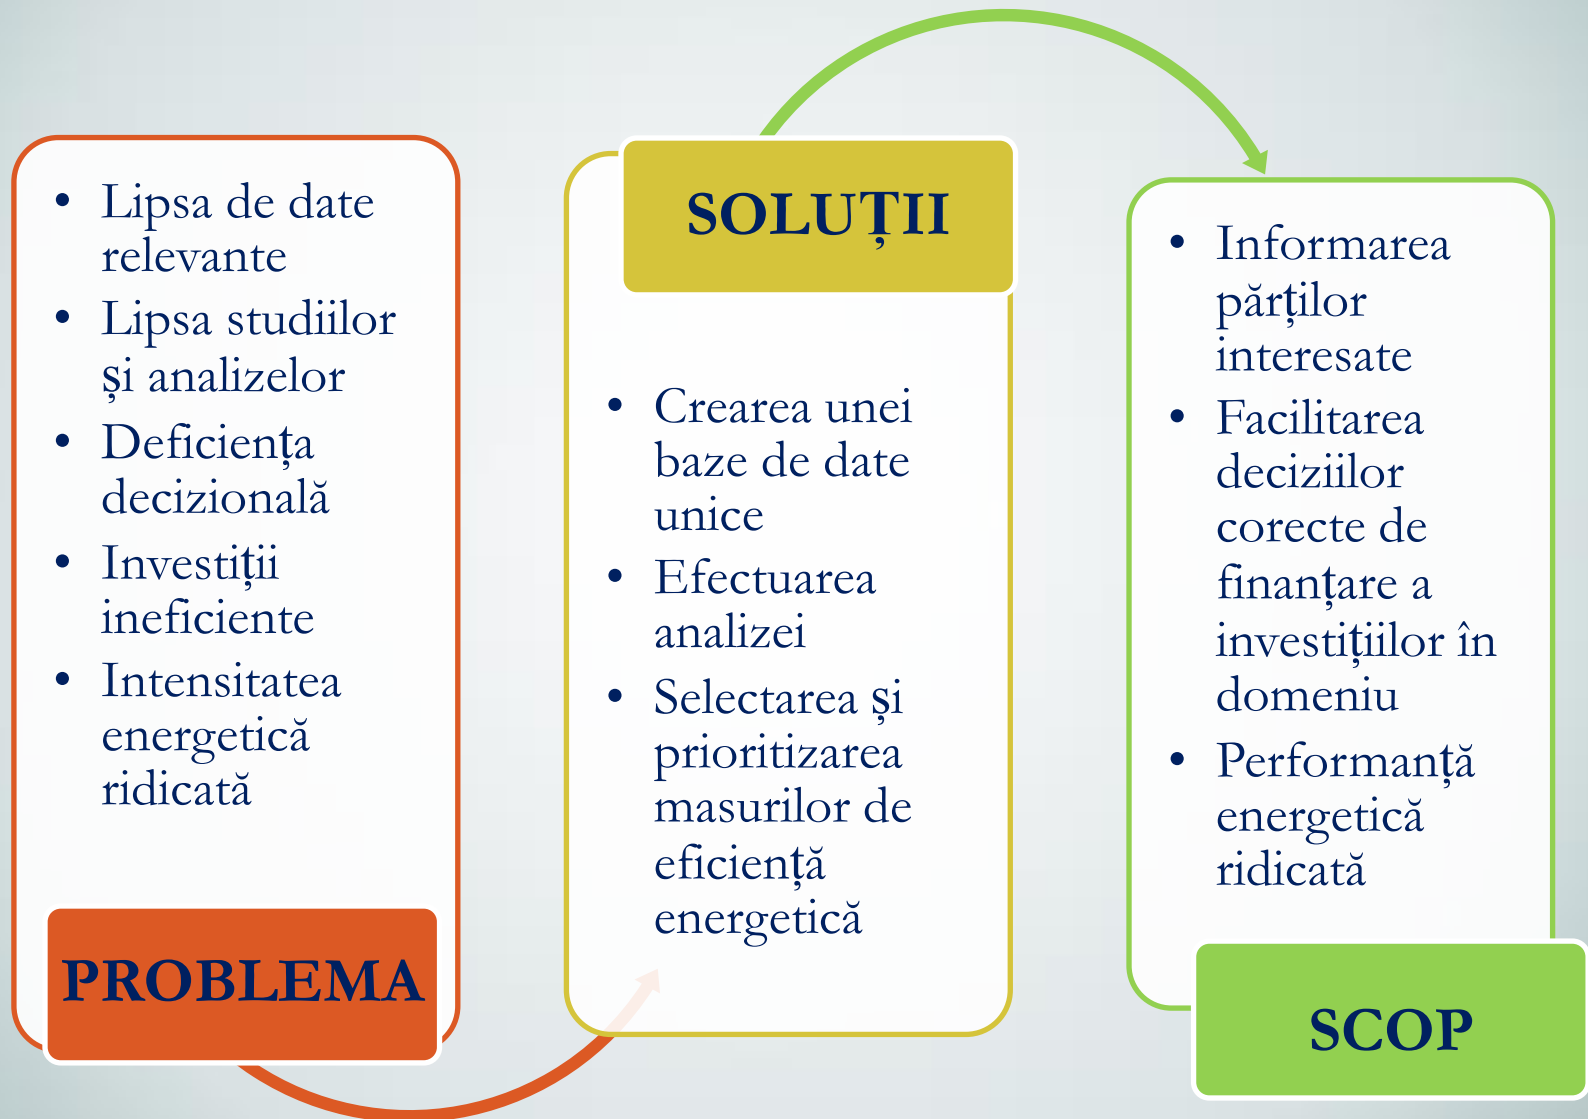 • Lipsa de date
relevante
• Lipsa studiilor
și analizelor
• Deficiența
decizională
• Investiții
ineficiente
• Intensitatea
energetică
ridicată
PROBLEMA
SOLUȚII
• Crearea unei
baze de date
unice
• Efectuarea
analizei
• Selectarea și
prioritizarea
masurilor de
eficiență
energetică
• Informarea
părților
interesate
• Facilitarea
deciziilor
corecte de
finanțare a
investițiilor în
domeniu
• Performanță
energetică
ridicată
SCOP